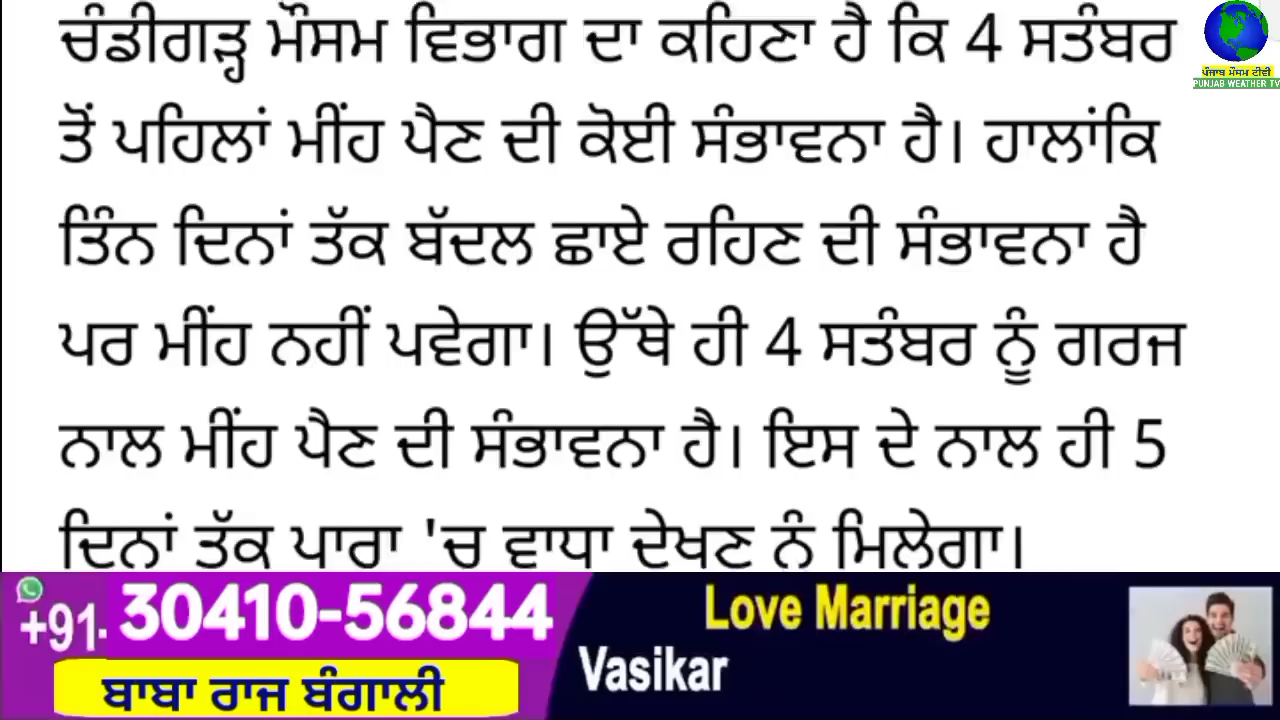 ਚੰਡੀਗੜ੍ਹ ਮੌਸਮ ਵਿਭਾਗ ਦਾ ਕਹਿਣਾ ਹੈ ਕਿ 4 ਸਤੰਬਰ
ਤੋਂ ਪਹਿਲਾਂ ਮੀਂਹ ਪੈਣ ਦੀ ਕੋਈ ਸੰਭਾਵਨਾ ਹੈ। ਹਾਲਾਂਕਿ
ਤਿੰਨ ਦਿਨਾਂ ਤੱਕ ਬੱਦਲ ਛਾਏ ਰਹਿਣ ਦੀ ਸੰਭਾਵਨਾ ਹੈ
ਪਰ ਮੀਂਹ ਨਹੀਂ ਪਵੇਗਾ। ਉੱਥੇ ਹੀ 4 ਸਤੰਬਰ ਨੂੰ ਗਰਜ
ਨਾਲ ਮੀਂਹ ਪੈਣ ਦੀ ਸੰਭਾਵਨਾ ਹੈ। ਇਸ ਦੇ ਨਾਲ ਹੀ 5
ਦਿਨਾਂ ਤੱਕ ਪਾਰਾ 'ਚ ਵਾਧਾ ਦੇਖਣ ਨੰ ਮਿਲੇਗਾ।
ਪੰਜਾਬ ਮੌਸਮ ਟੀਵੀ
PUNJAB WEATHER TV
+91- 30410-56844
ਬਾਬਾ ਰਾਜ ਬੰਗਾਲੀ
Love Marriage
Vasikar